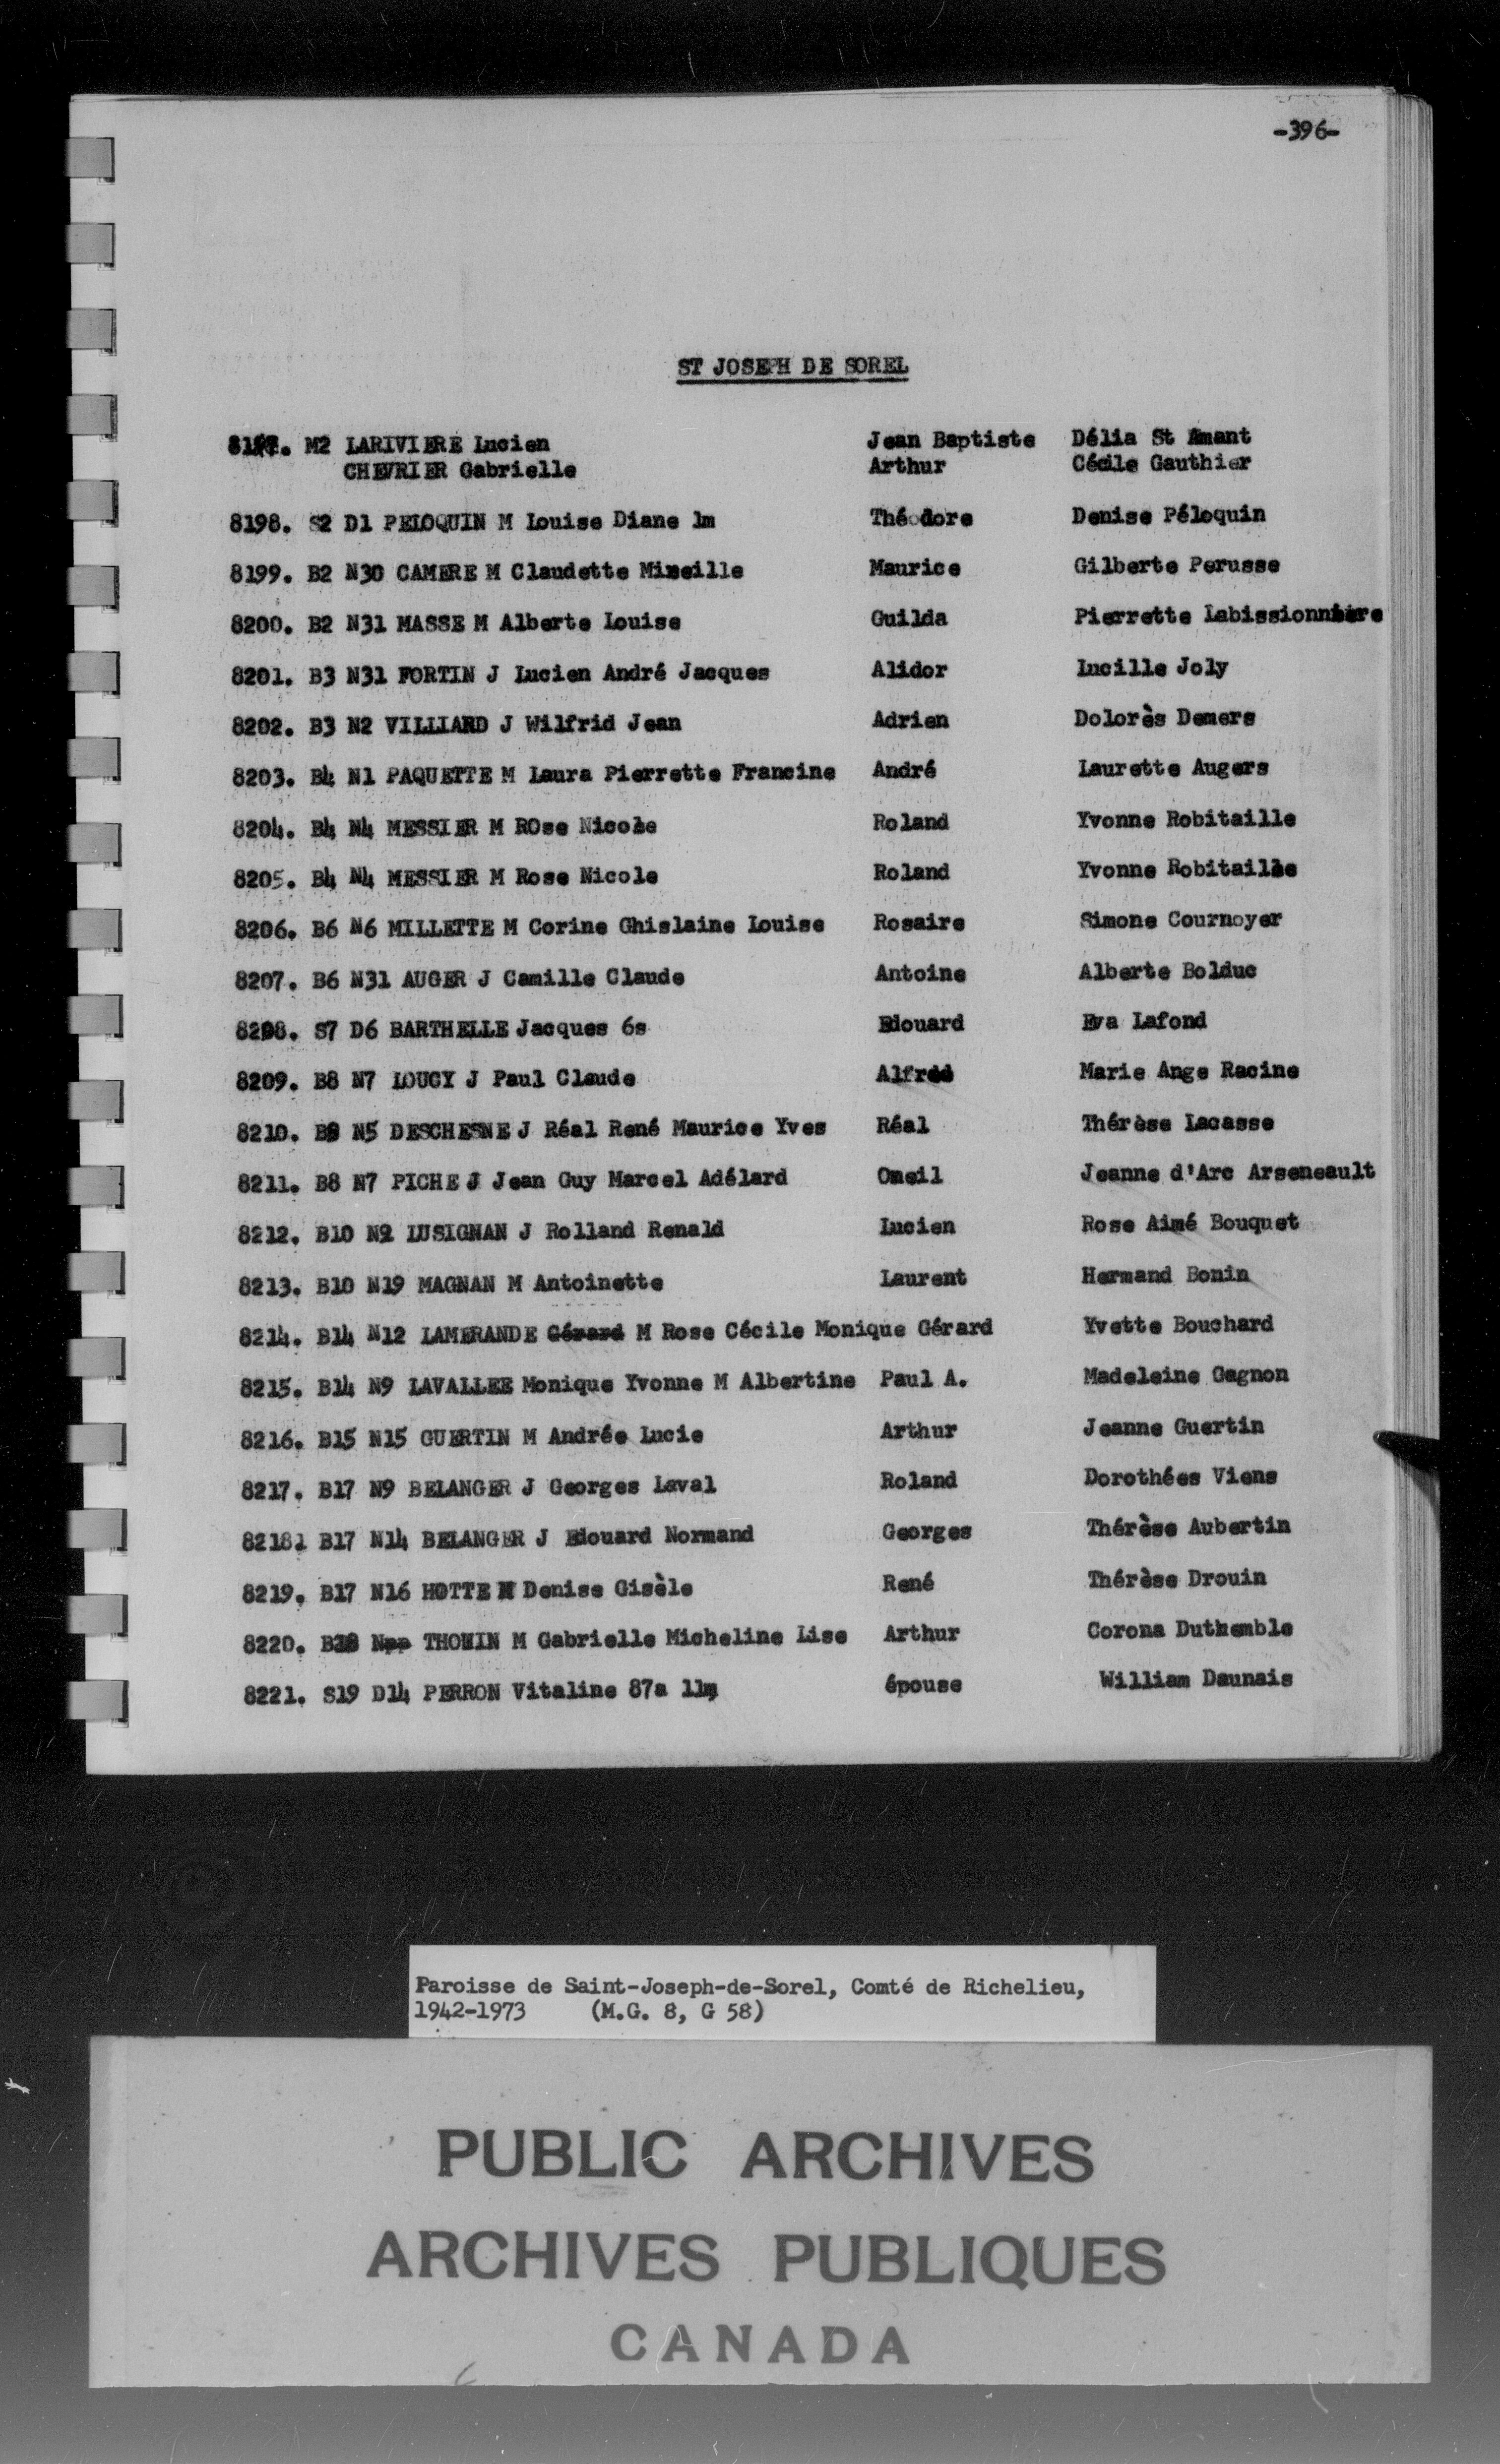 -396-
ST JOSEPH DE SOREL
8197. M2 LARIVIERE Lucien Jean Baptiste Délia St Amant
CHEVRIER Gabrielle Arthur Cécile Gauthier
8198. S2 D1 PELOQUIN M Louise Diane 1m Théodore Denise Péloquin
8199. B2 N30 CAMERE M Claudette Mireille Maurice Gilberte Perusse
8200. B2 N31 MASSE M Alberte Louise Guilda Pierrette Labissionnière
8201. B3 N31 FORTIN J Lucien André Jacques Alidor Lucille Joly
8202. B3 N2 VILLIARD J Wilfrid Jean Adrien Dolorès Demers
8203. B4 N1 PAQUETTE M Laura Pierrette Francine André Laurette Augers
8204. B4 N4 MESSIER M ROse Nicole Roland Yvonne Robitaille
8205. B4 N4 MESSIER M Rose Nicole Roland Yvonne Robitaille
8206. B6 N6 MILLETTE M Corine Ghislaine Louise Rosaire Simone Cournoyer
8207. B6 N31 AUGER J Camille Claude Antoine Alberte Bolduc
8208. S7 D6 BARTHELLE Jacques 6s Edouard Eva Lafond
8209. B8 N7 LOUCY J Paul Claude Alfred Marie Ange Racine
8210. B8 N5 DESCHESNE J Réal René Maurice Yves Réal Thérèse Lacasse
8211. B8 N7 PICHE J Jean Guy Marcel Adélard Oneil Jeanne d'Arc Arseneault
8212. B10 N2 LUSIGNAN J Rolland Renald Lucien Rose Aimé Bouquet
8213. B10 N19 MAGNAN M Antoinette Laurent Hermand Bonin
8214. B14 N12 LAMERANDE Gérard M Rose Cécile Monique Gérard Yvette Bouchard
8215. B14 N9 LAVALLEE Monique Yvonne M Albertine Paul A. Madeleine Gagnon
8216. B15 N15 GUERTIN M Andrée Lucie Arthur Jeanne Guertin
8217. B17 N9 BELANGER J Georges Laval Roland Dorothées Viens
82181 B17 N14 BELANGER J Edouard Normand Georges Thérèse Aubertin
8219. B17 N16 HOTTE M Denise Gisèle René Thérèse Drouin
8220. B18 Npp THOUIN M Gabrielle Micheline Lise Arthur Corona Duthemble
8221. S19 D14 PERRON Vitaline 87a 11m épouse William Daunais
Paroisse de Saint-Joseph-de-Sorel, Comté de Richelieu,
1942-1973 (M.G. 8, G 58)
PUBLIC ARCHIVES
ARCHIVES PUBLIQUES
CANADA